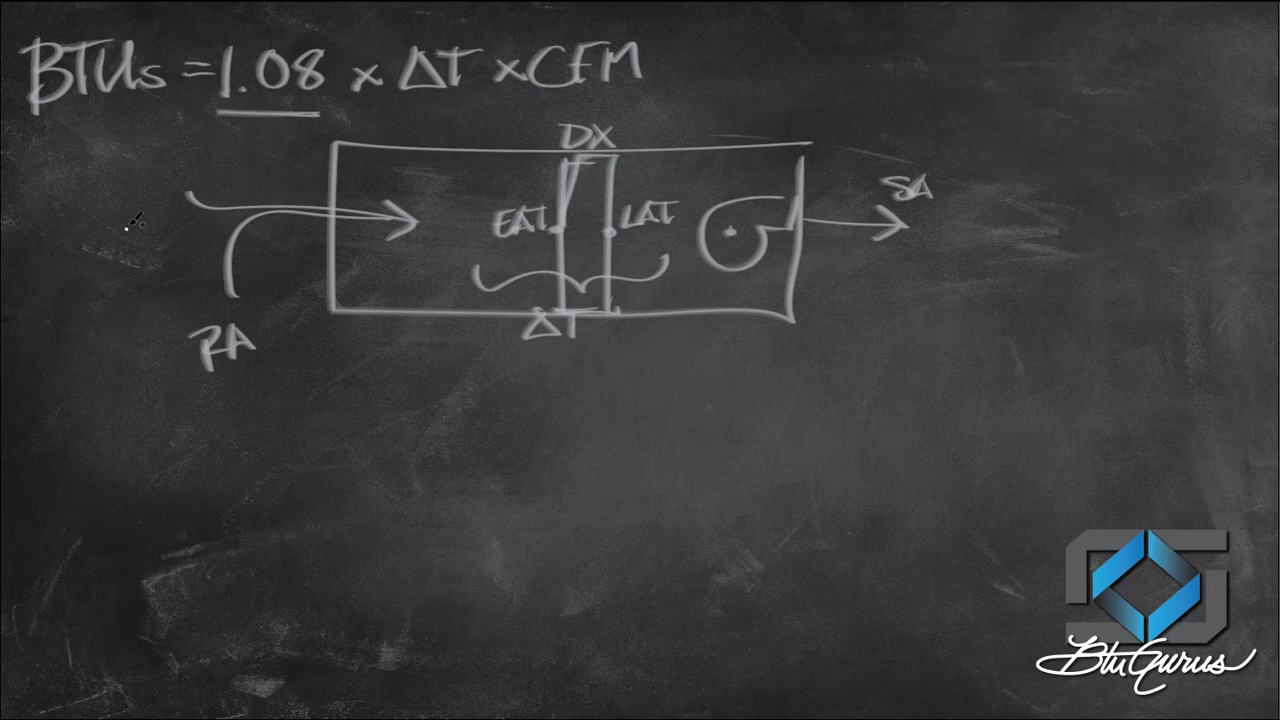 BTUs = 1.08 x ΔT x CFM
DX
SA
EAT
LAT
ΔT
RA
BtuGurus